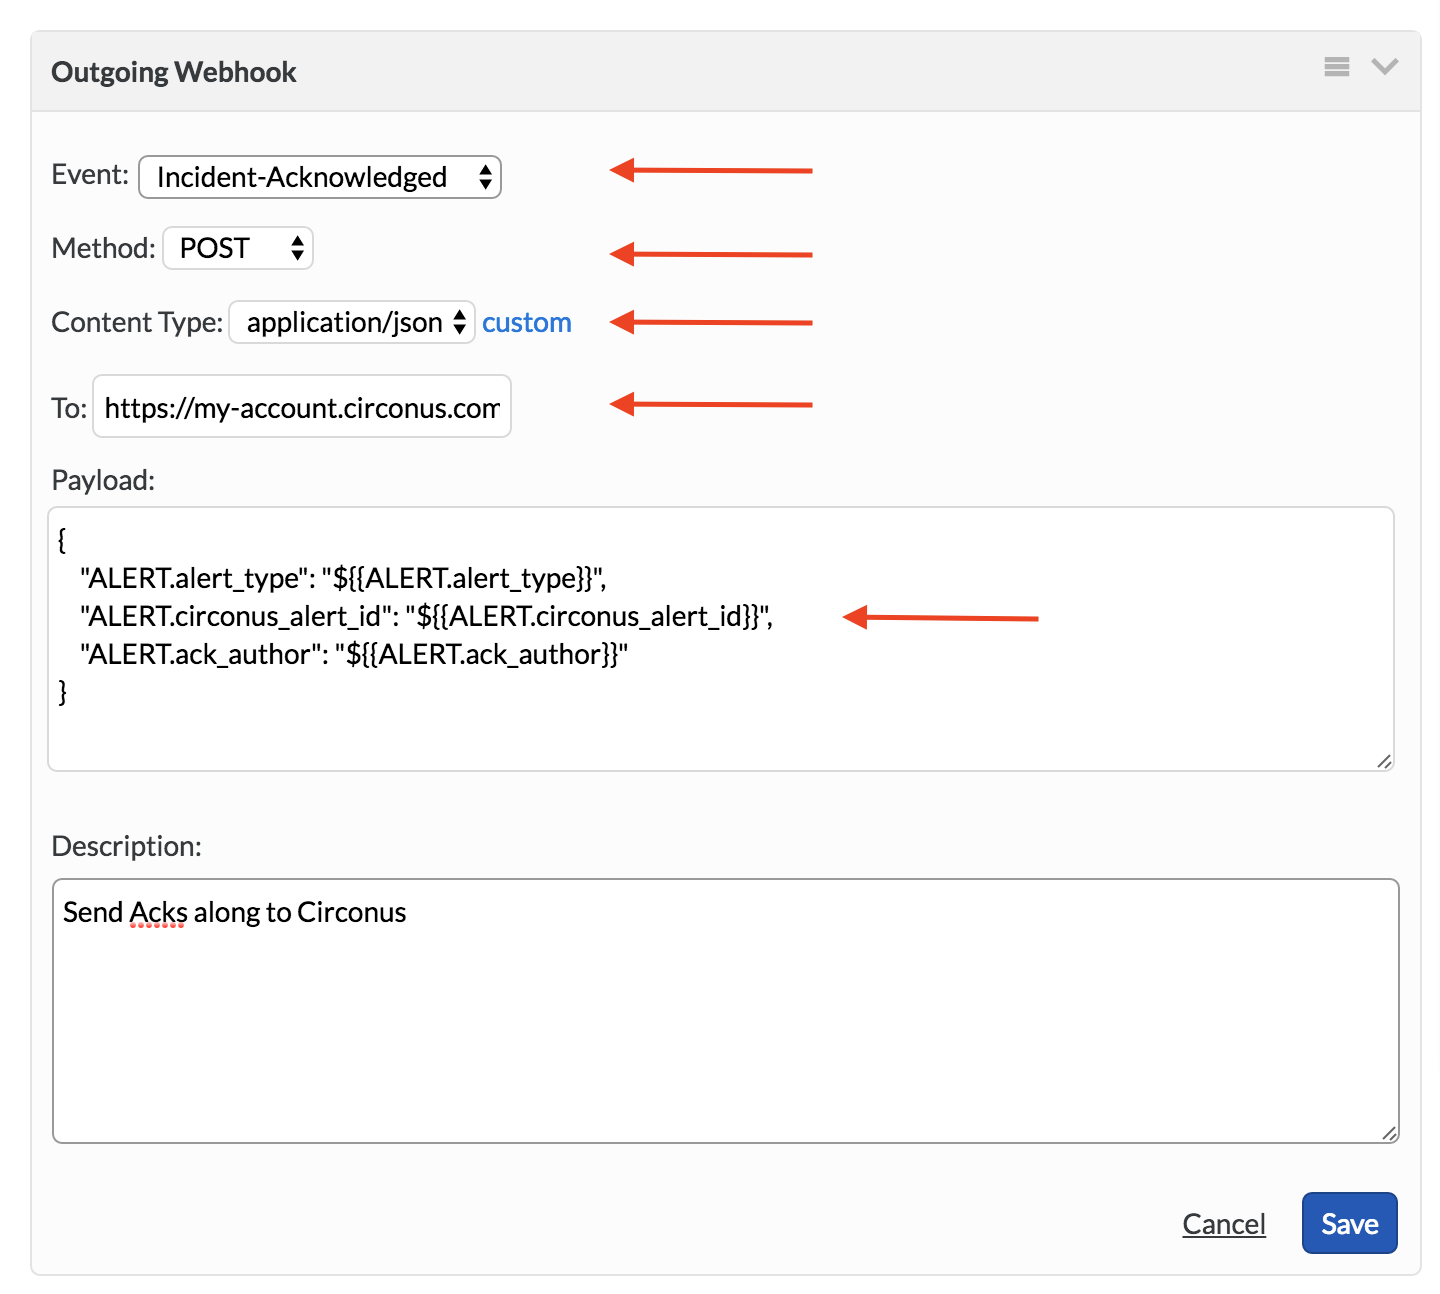 Outgoing Webhook
Event: Incident-Acknowledged
Method: POST
Content Type: application/json custom
To: https://my-account.circonus.com
Payload:
{
"ALERT.alert_type": "${{ALERT.alert_type}}",
"ALERT.circonus_alert_id": "${{ALERT.circonus_alert_id}}",
"ALERT.ack_author": "${{ALERT.ack_author}}"
}
Description:
Send Acks along to Circonus
Cancel Save